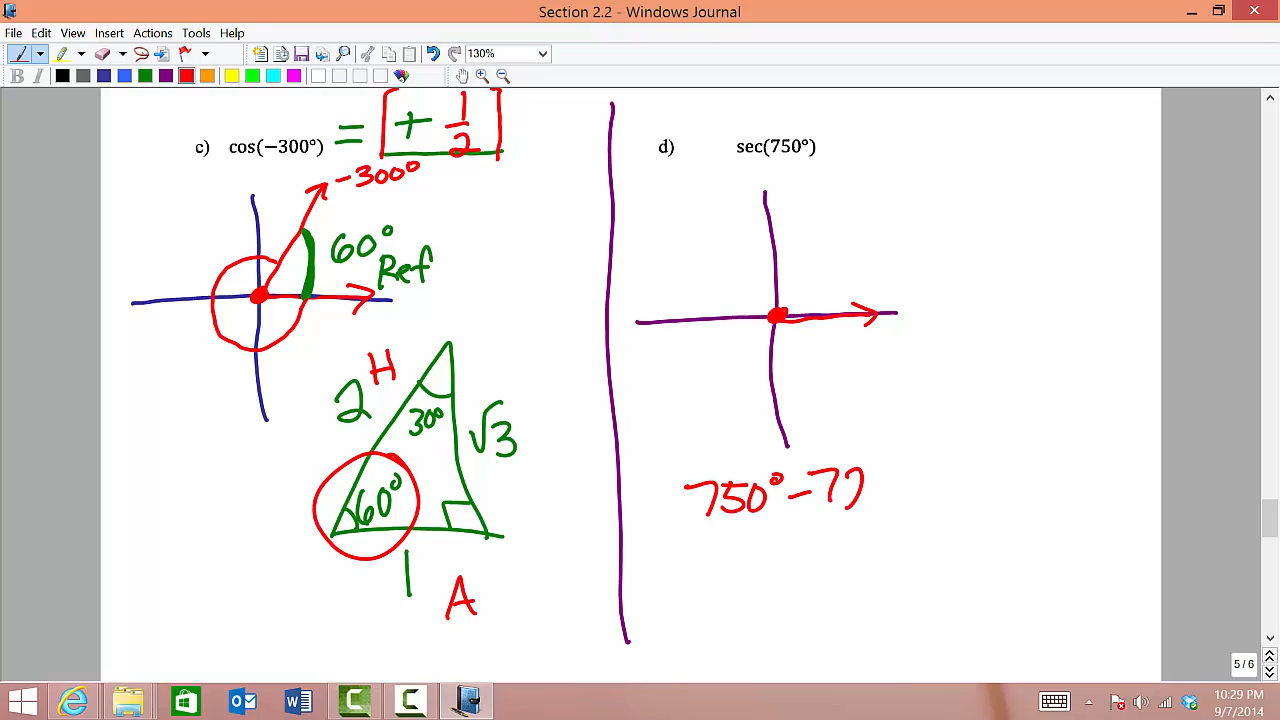 Section 2.2 - Windows Journal
File Edit View Insert Actions Tools Help
130%
B I
c) cos(−300°) = + 1/2
-300°
60°
Ref
2 H
30°
√3
60°
1
A
d) sec(750°)
750° - 7
5 / 6
10:29 PM
9/7/2014